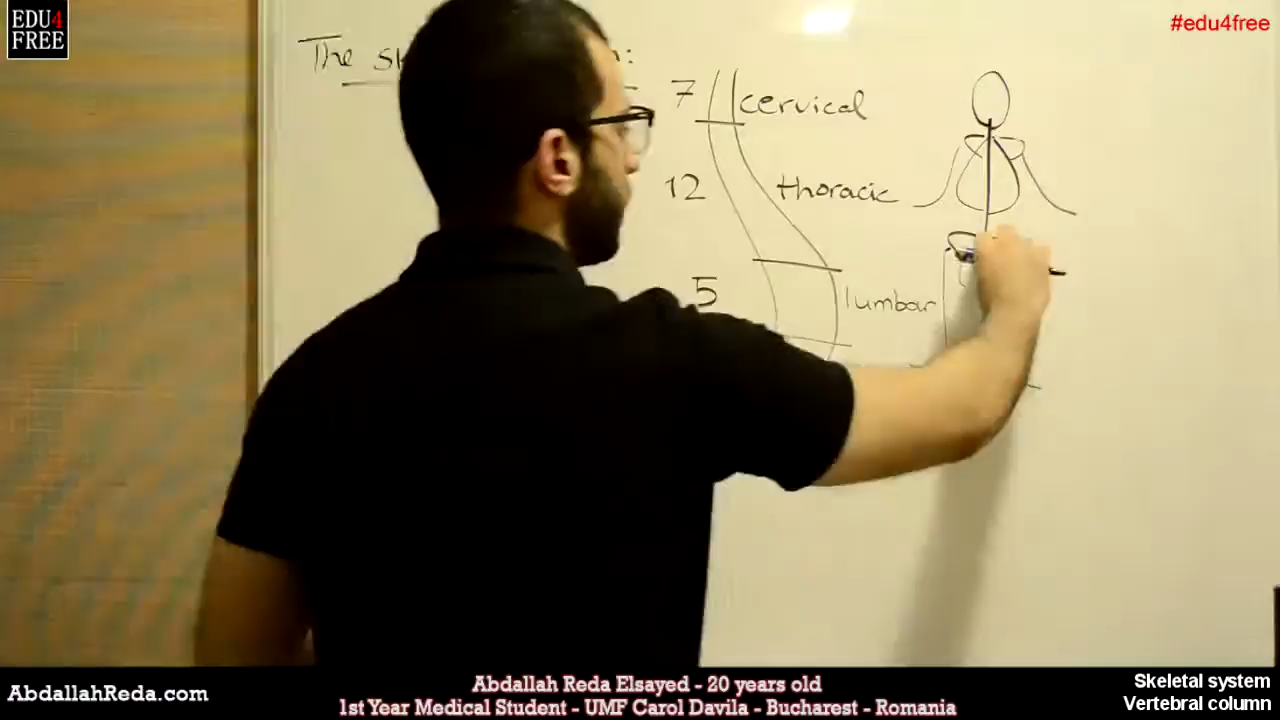 EDU4
FREE
#edu4free
The
7 cervical
12 thoracic
5 lumbar
AbdallahReda.com
Abdallah Reda Elsayed - 20 years old
1st Year Medical Student - UMF Carol Davila - Bucharest - Romania
Skeletal system
Vertebral column